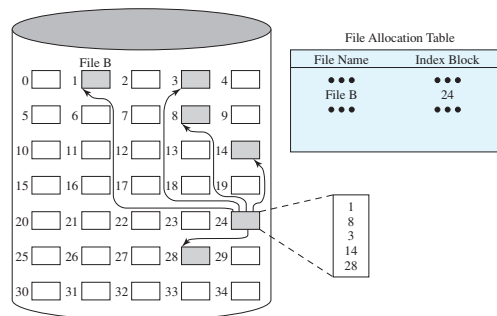 File Allocation Table
File Name Index Block
••• •••
File B 24
••• •••
File B
0 1 2 3 4
5 6 7 8 9
10 11 12 13 14
15 16 17 18 19
20 21 22 23 24
25 26 27 28 29
30 31 32 33 34
1
8
3
14
28